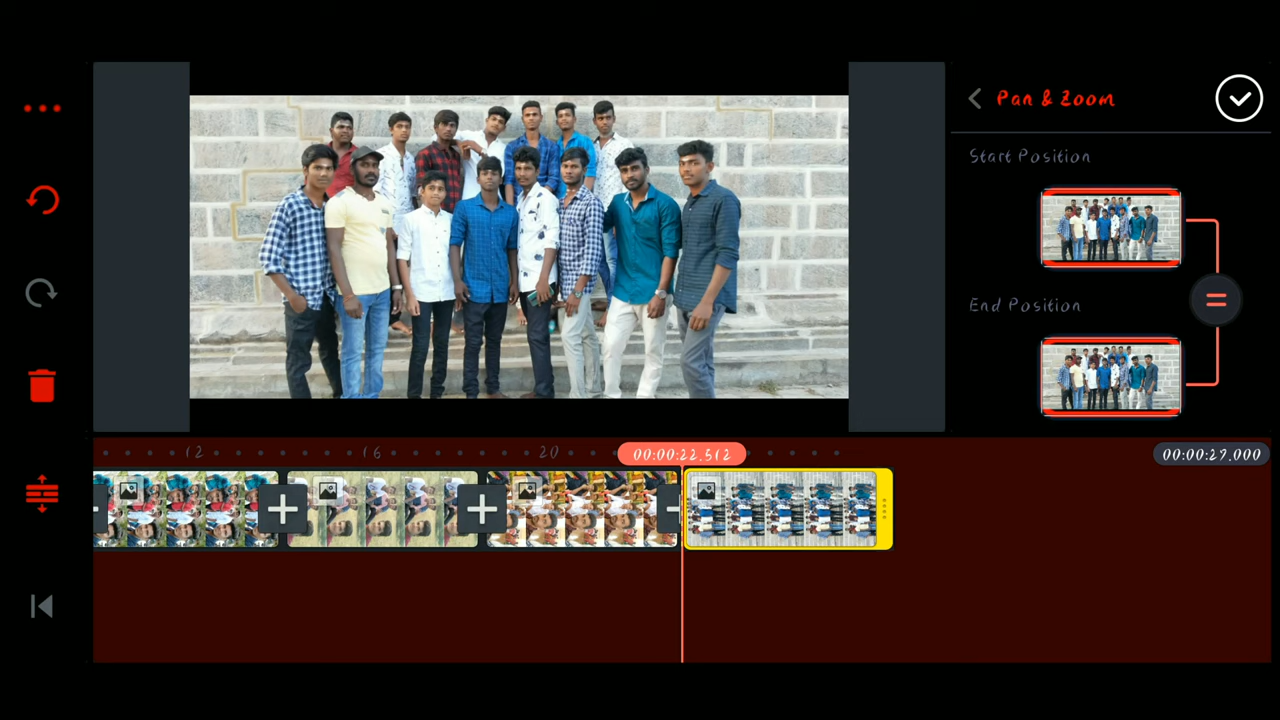 Pan & Zoom
Start Position
End Position
12
16
20
00:00:22.512
00:00:27.000